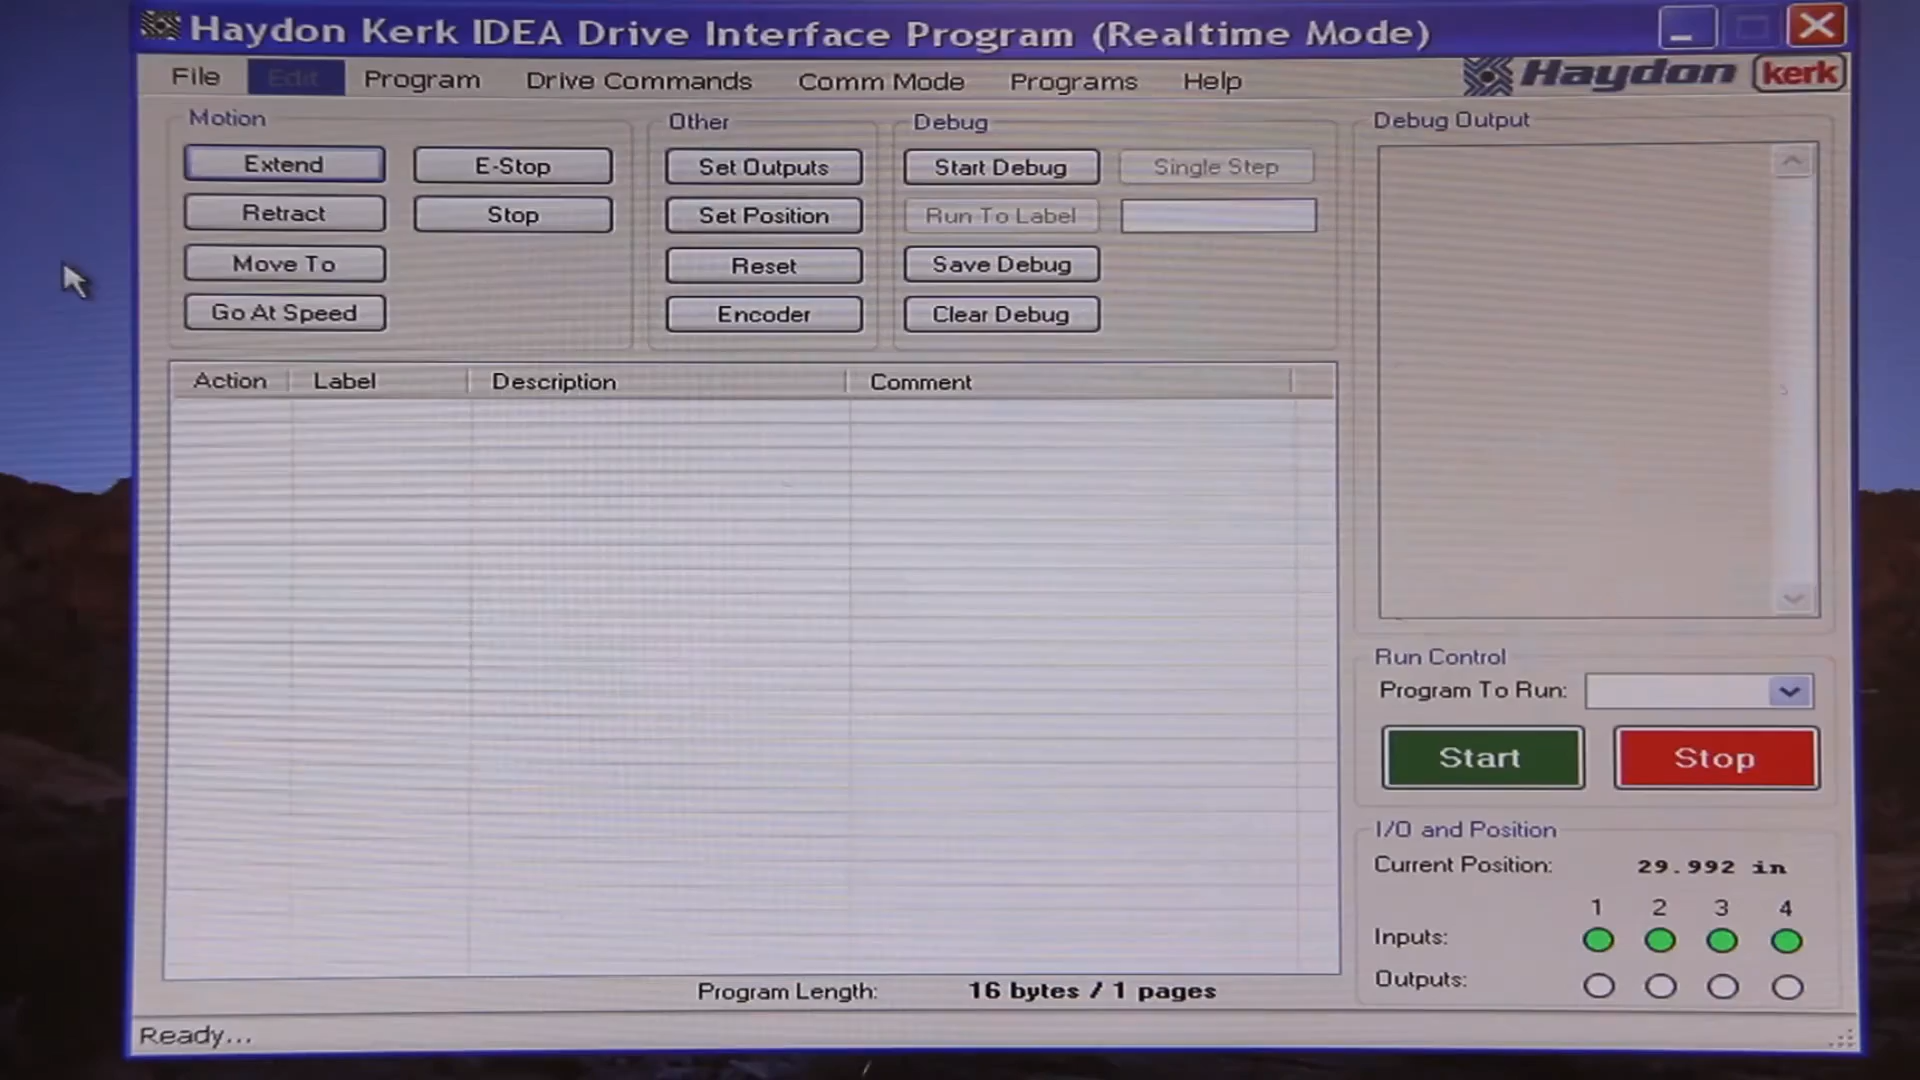 Haydon Kerk IDEA Drive Interface Program (Realtime Mode)
File Edit Program Drive Commands Comm Mode Programs Help
Haydon kerk
Motion
Extend E-Stop
Retract Stop
Move To
Go At Speed
Other
Set Outputs
Set Position
Reset
Encoder
Debug
Start Debug Single Step
Run To Label
Save Debug
Clear Debug
Debug Output
Action Label Description Comment
Run Control
Program To Run:
Start Stop
I/O and Position
Current Position: 29.992 in
1 2 3 4
Inputs:
Outputs:
Program Length: 16 bytes / 1 pages
Ready...